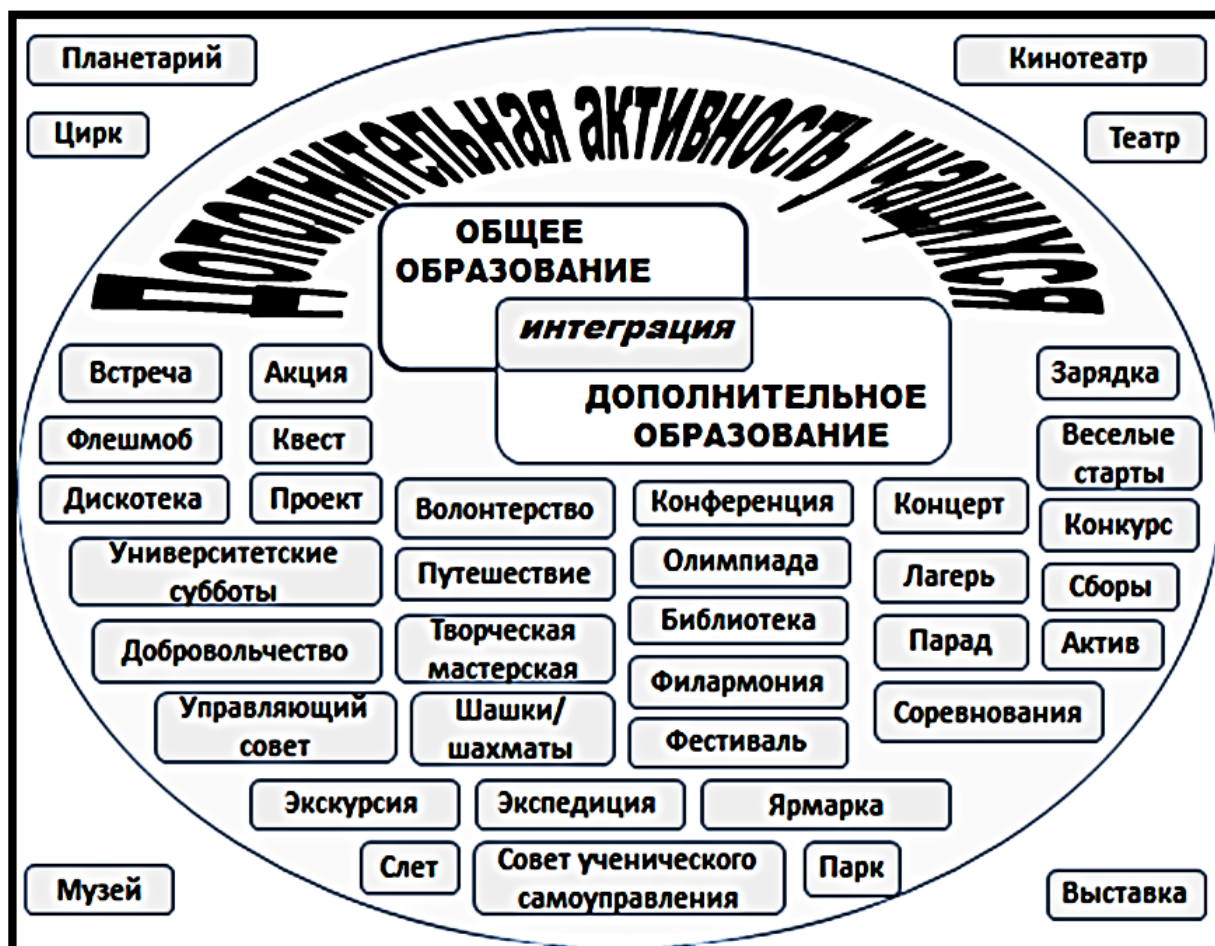 Планетарий
Кинотеатр
Цирк
Театр
Дополнительная активность учащихся
ОБЩЕЕ
ОБРАЗОВАНИЕ
интеграция
ДОПОЛНИТЕЛЬНОЕ
ОБРАЗОВАНИЕ
Встреча
Акция
Зарядка
Флешмоб
Квест
Веселые
старты
Дискотека
Проект
Волонтерство
Конференция
Концерт
Конкурс
Университетские
субботы
Путешествие
Олимпиада
Лагерь
Сборы
Добровольчество
Творческая
мастерская
Библиотека
Парад
Актив
Управляющий
совет
Шашки/
шахматы
Филармония
Соревнования
Фестиваль
Экскурсия
Экспедиция
Ярмарка
Слет
Совет ученического
самоуправления
Парк
Музей
Выставка